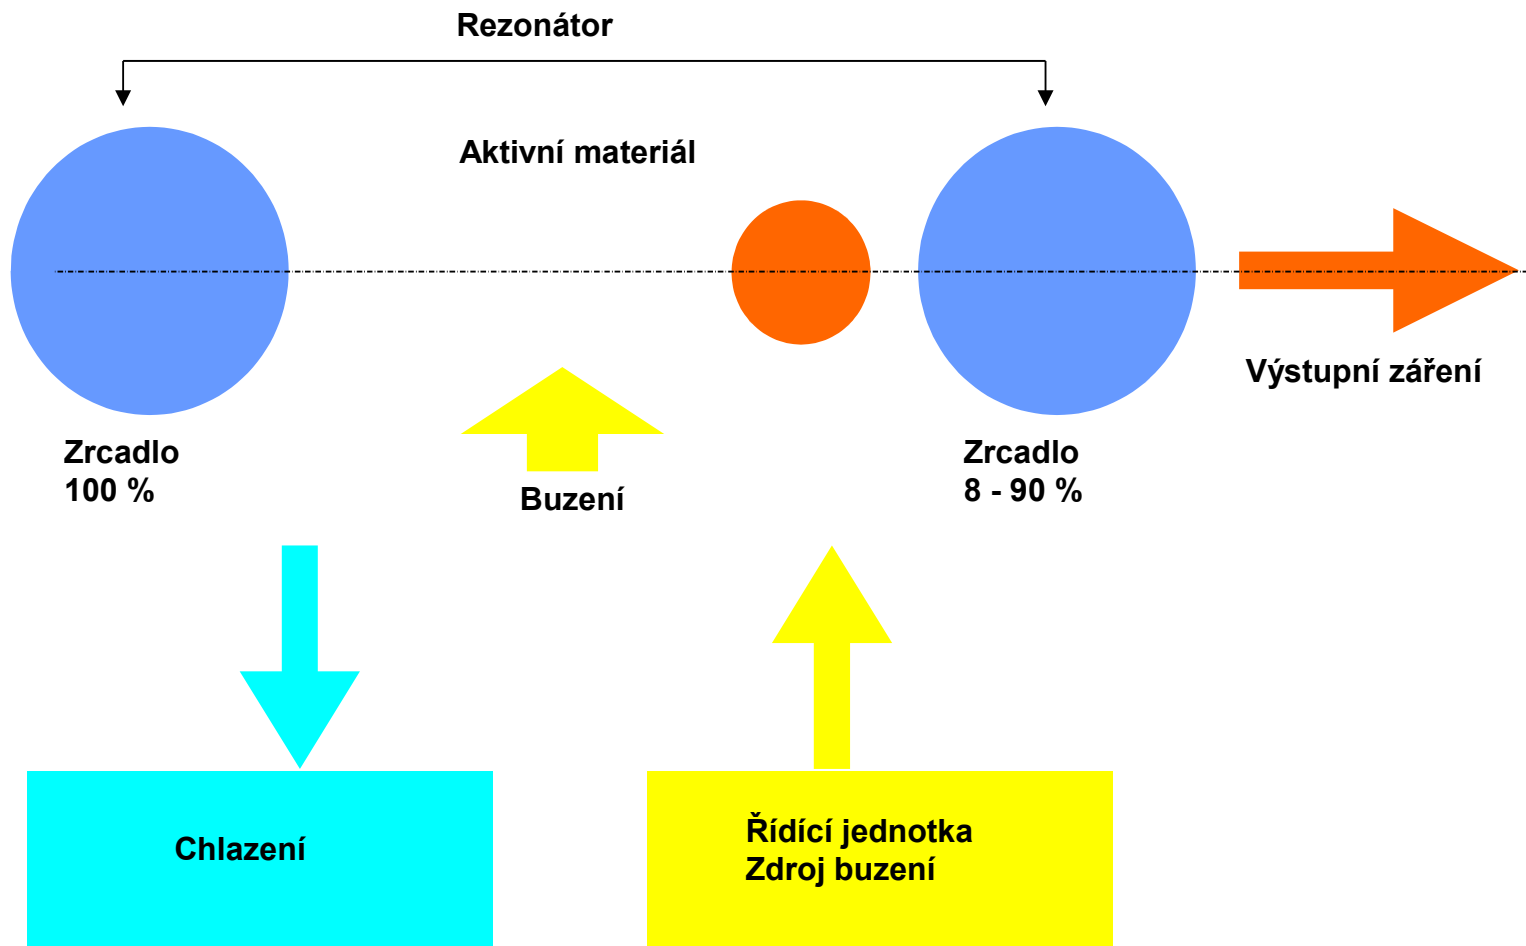 Rezonátor
Aktivní materiál
Výstupní záření
Zrcadlo
100 %
Zrcadlo
8 - 90 %
Buzení
Chlazení
Řídící jednotka
Zdroj buzení